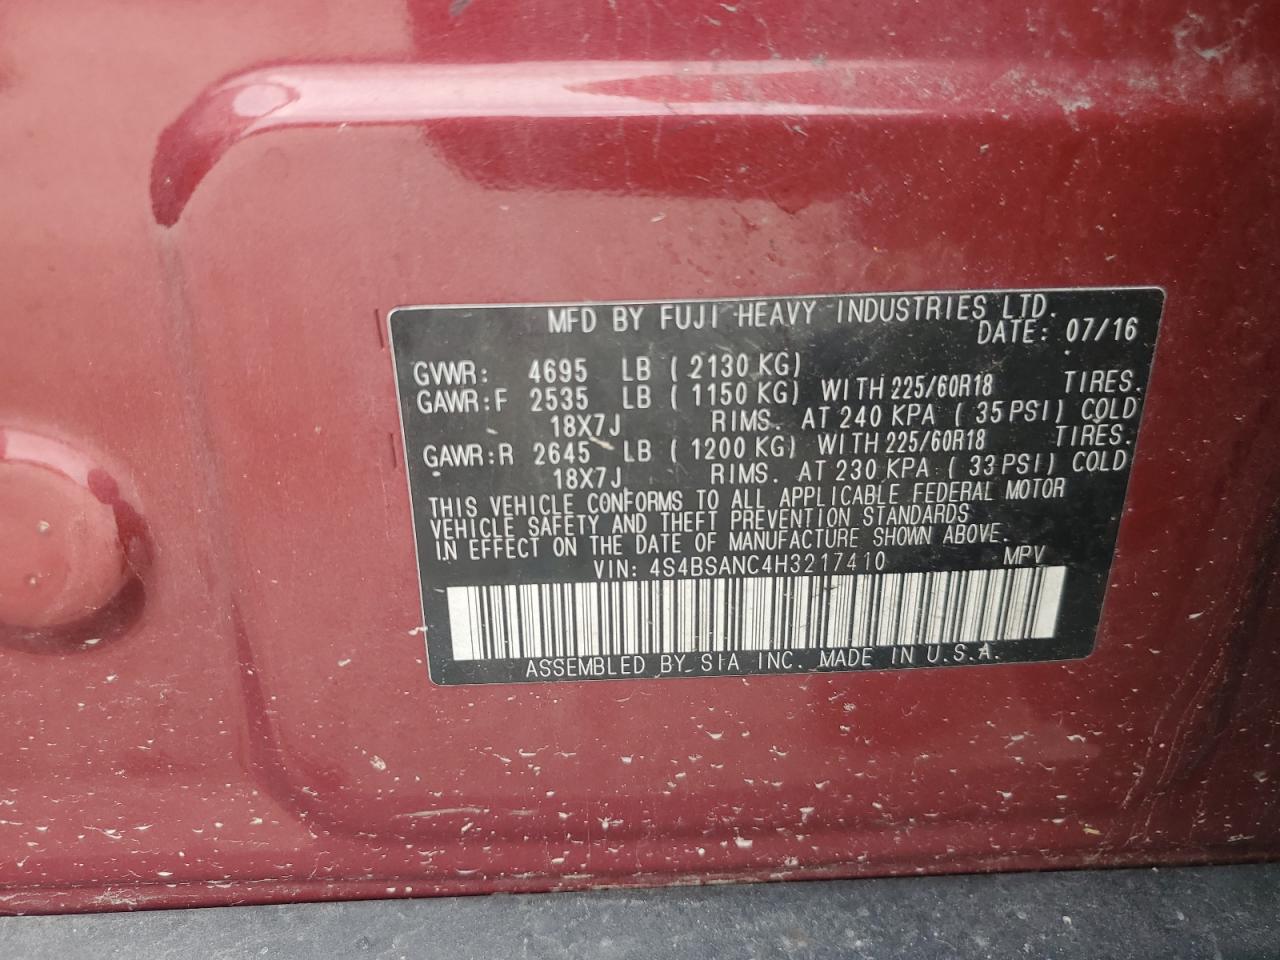 MFD BY FUJI HEAVY INDUSTRIES LTD.
DATE: 07/16
GVWR: 4695 LB ( 2130 KG)
GAWR:F 2535 LB ( 1150 KG) WITH 225/60R18 TIRES.
18X7J RIMS. AT 240 KPA ( 35 PSI) COLD
GAWR:R 2645 LB ( 1200 KG) WITH 225/60R18 TIRES.
18X7J RIMS. AT 230 KPA ( 33 PSI) COLD
THIS VEHICLE CONFORMS TO ALL APPLICABLE FEDERAL MOTOR
VEHICLE SAFETY AND THEFT PREVENTION STANDARDS
IN EFFECT ON THE DATE OF MANUFACTURE SHOWN ABOVE.
VIN: 4S4BSANC4H3217410 MPV
ASSEMBLED BY SIA INC. MADE IN U.S.A.